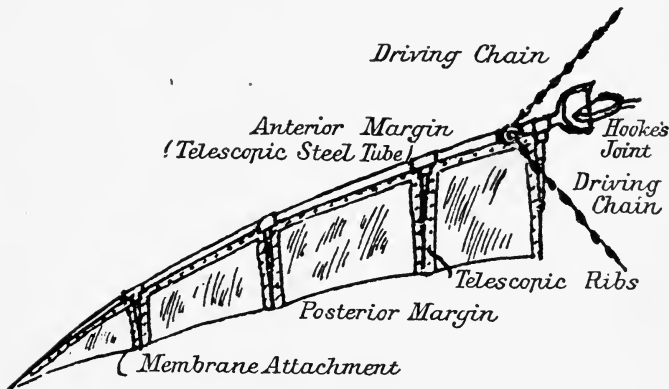 Driving Chain
Anterior Margin
(Telescopic Steel Tube)
Hooke's
Joint
Driving
Chain
Telescopic Ribs
Posterior Margin
Membrane Attachment